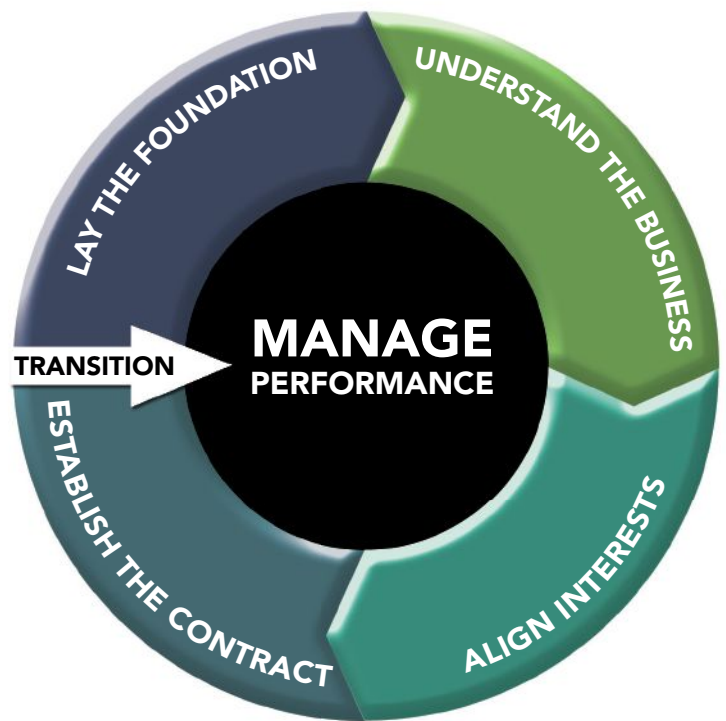 LAY THE FOUNDATION
UNDERSTAND THE BUSINESS
ALIGN INTERESTS
ESTABLISH THE CONTRACT
TRANSITION
MANAGE
PERFORMANCE